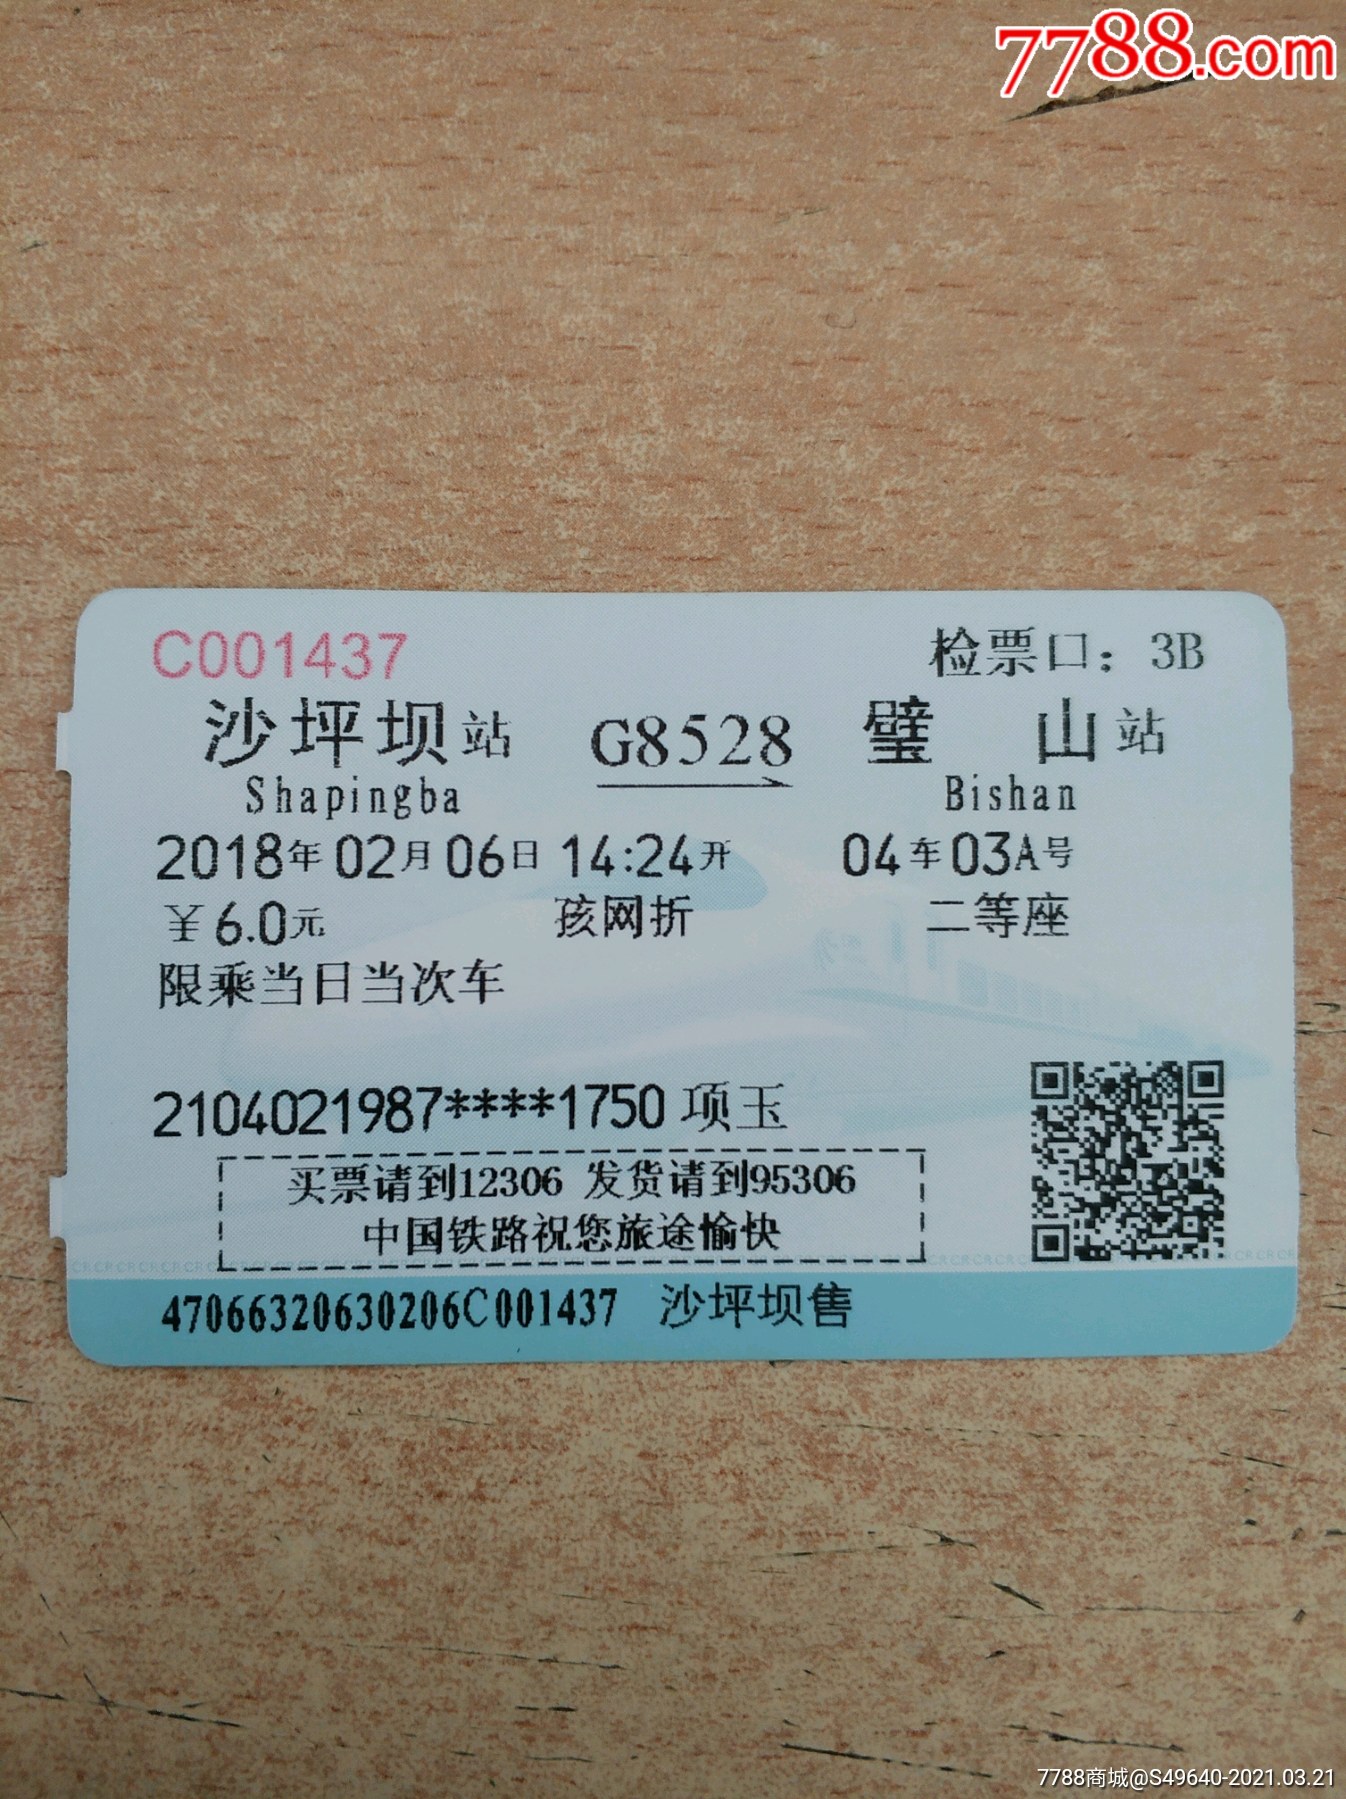 7788.com
C001437 检票口：3B
沙坪坝站 G8528 璧山站
Shapingba Bishan
2018年02月06日 14:24开 04车03A号
￥6.0元 孩网折 二等座
限乘当日当次车
2104021987****1750 项玉
买票请到12306 发货请到95306
中国铁路祝您旅途愉快
47066320630206C001437 沙坪坝售
7788商城@S49640-2021.03.21